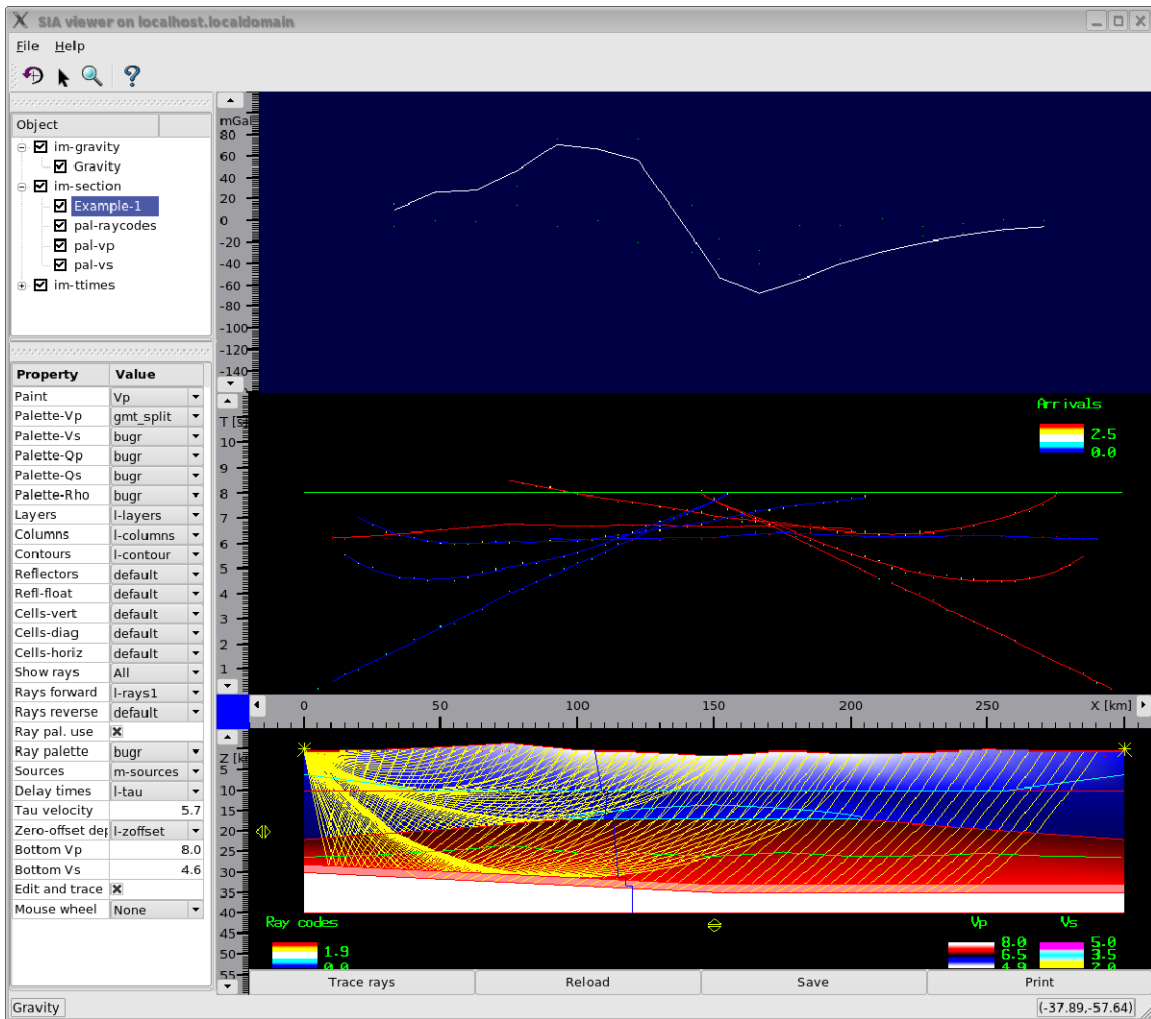 SIA viewer on localhost.localdomain
File Help
Object
im-gravity
Gravity
im-section
Example-1
pal-raycodes
pal-vp
pal-vs
im-ttimes
Property Value
Paint Vp
Palette-Vp gmt_split
Palette-Vs bugr
Palette-Qp bugr
Palette-Qs bugr
Palette-Rho bugr
Layers l-layers
Columns l-columns
Contours l-contour
Reflectors default
Refl-float default
Cells-vert default
Cells-diag default
Cells-horiz default
Show rays All
Rays forward l-rays1
Rays reverse default
Ray pal. use
Ray palette bugr
Sources m-sources
Delay times l-tau
Tau velocity 5.7
Zero-offset dep l-zoffset
Bottom Vp 8.0
Bottom Vs 4.6
Edit and trace
Mouse wheel None
mGal
80
60
40
20
0
-20
-40
-60
-80
-100
-120
-140
Arrivals
2.5
0.0
T [s
10
9
8
7
6
5
4
3
2
1
0 50 100 150 200 250 X [km]
Z [k
5
10
15
20
25
30
35
40
45
50
55
Ray codes
1.9
0.0
Vp Vs
8.0 5.0
6.5 3.5
4.9 2.0
Trace rays Reload Save Print
Gravity (-37.89,-57.64)